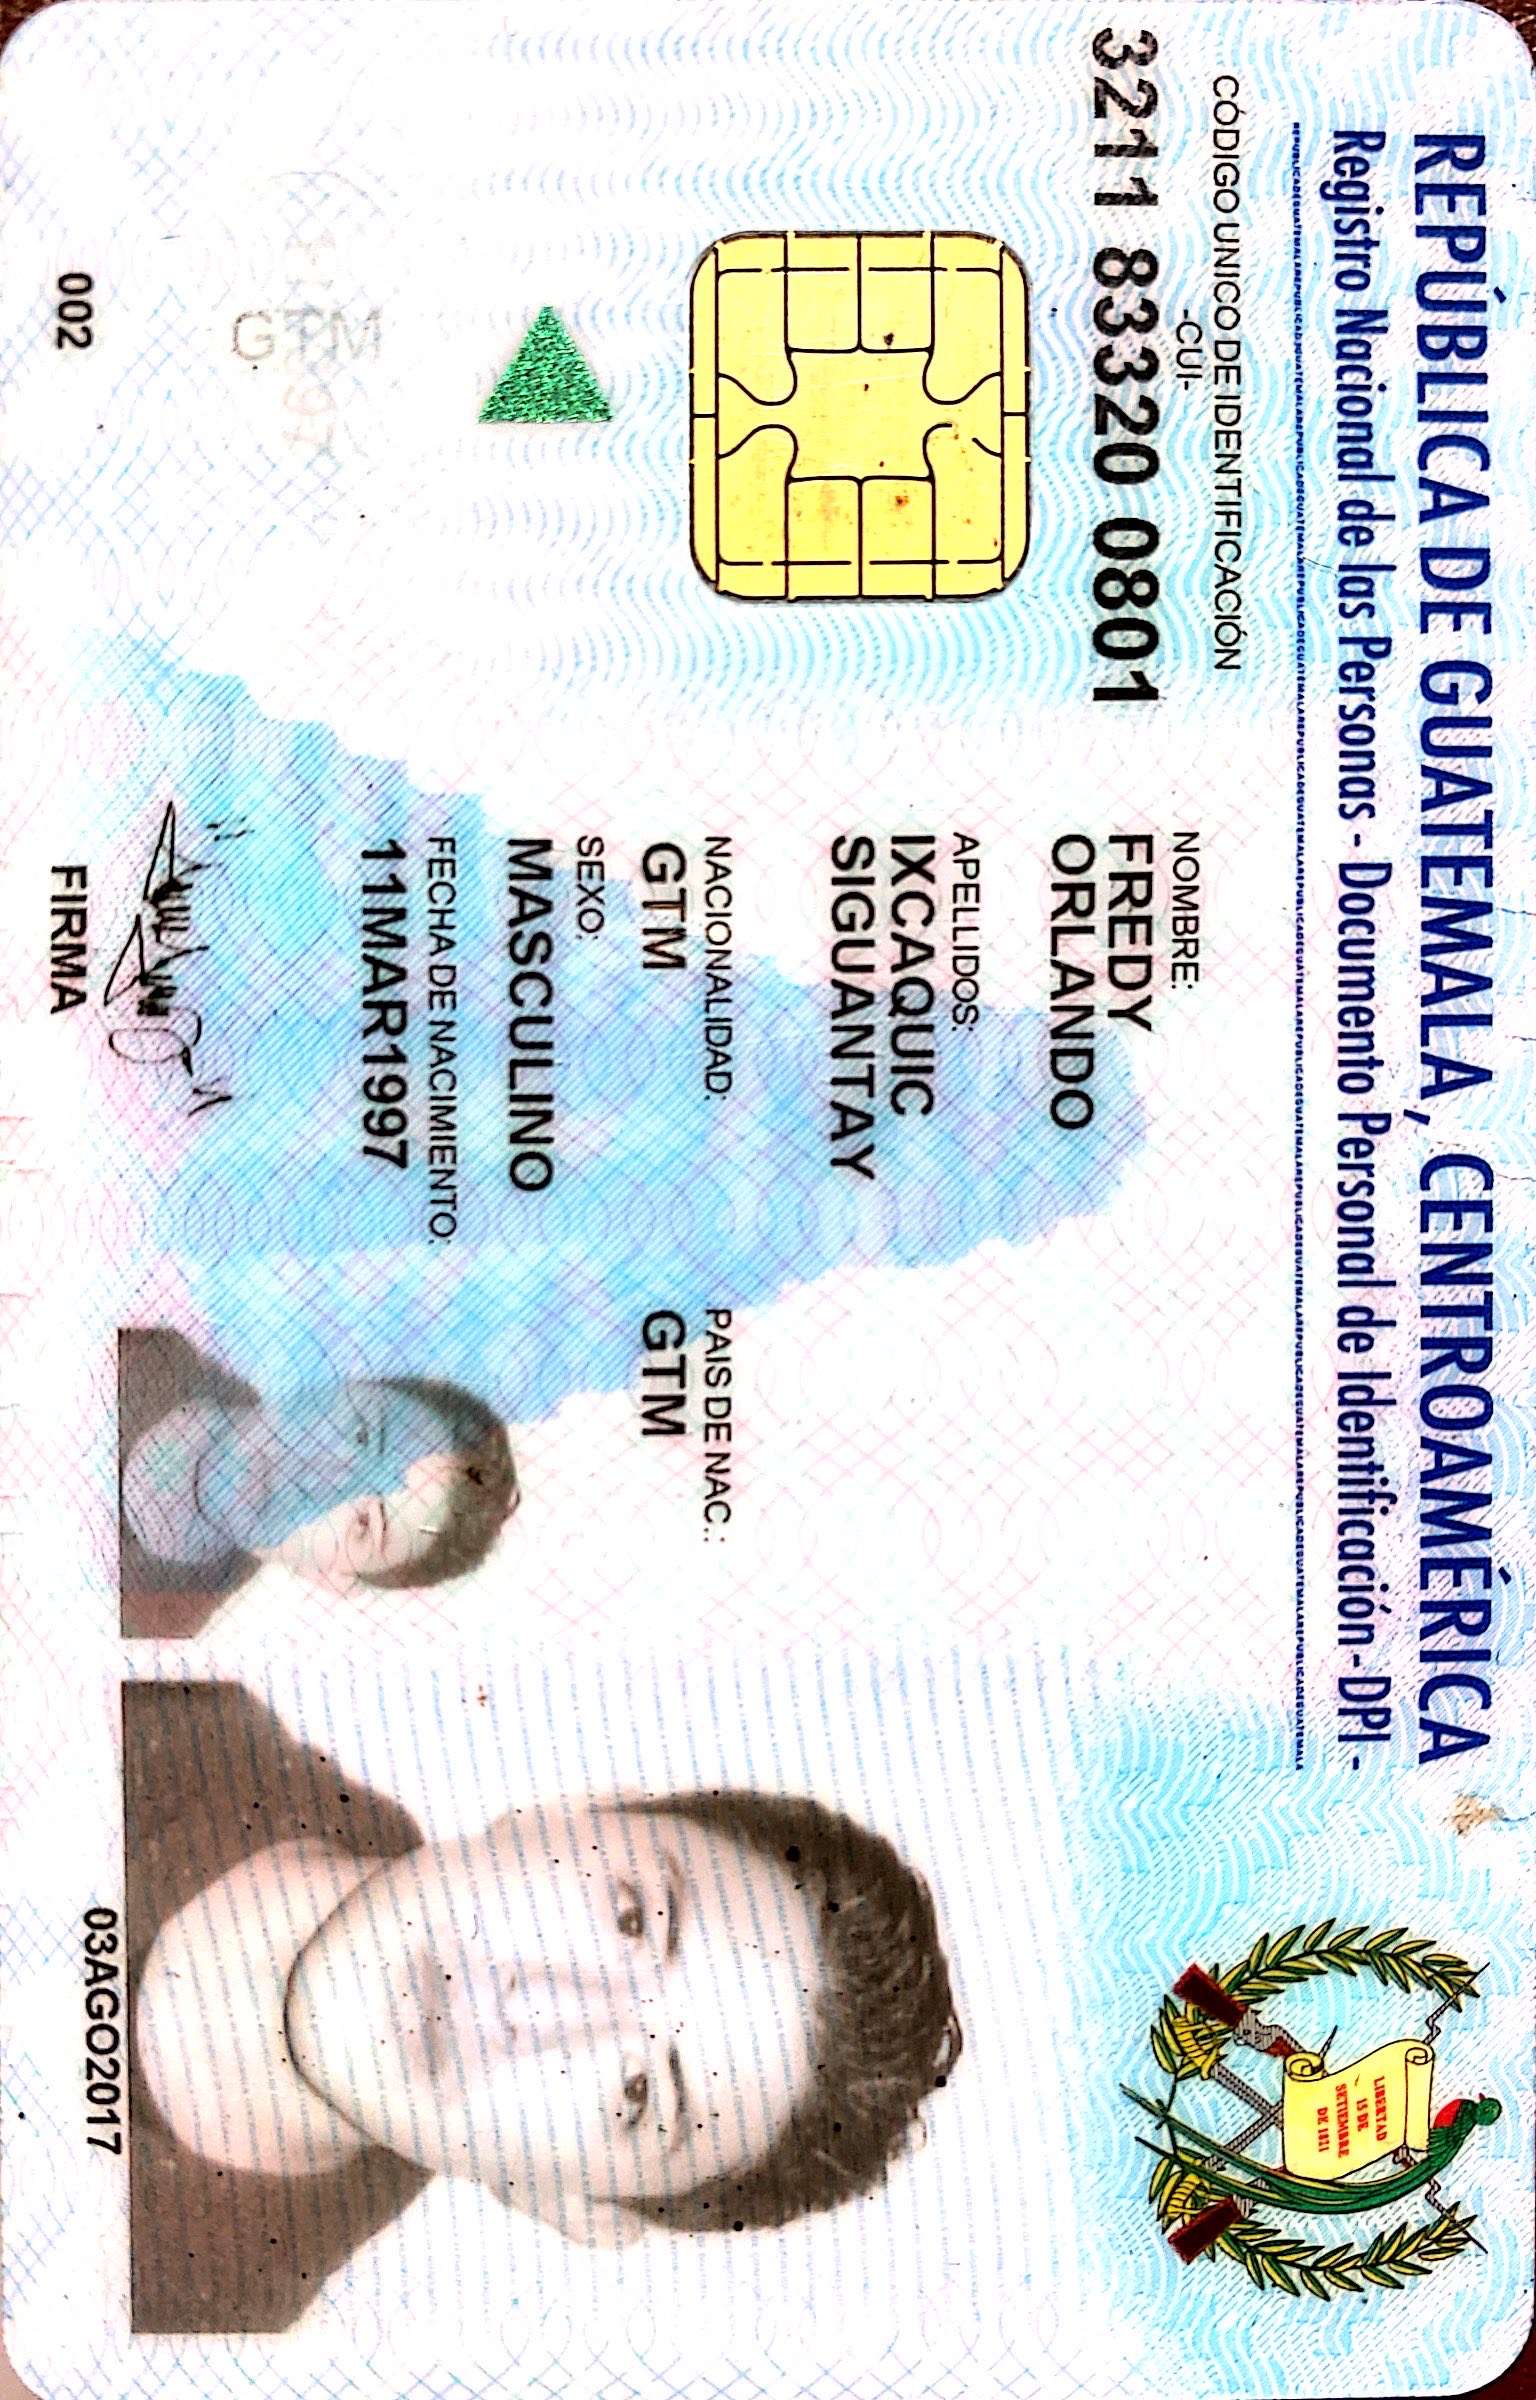 REPÚBLICA DE GUATEMALA, CENTROAMÉRICA
Registro Nacional de las Personas - Documento Personal de Identificación - DPI -
CÓDIGO UNICO DE IDENTIFICACIÓN
-CUI-
3211 83320 0801
NOMBRE:
FREDY
ORLANDO
APELLIDOS:
IXCAQUIC
SIGUANTAY
NACIONALIDAD:
GTM
PAIS DE NAC.:
GTM
SEXO:
MASCULINO
FECHA DE NACIMIENTO:
11MAR1997
FIRMA
GTM
002
03AGO2017
LIBERTAD
15 DE
SETIEMBRE
DE 1821